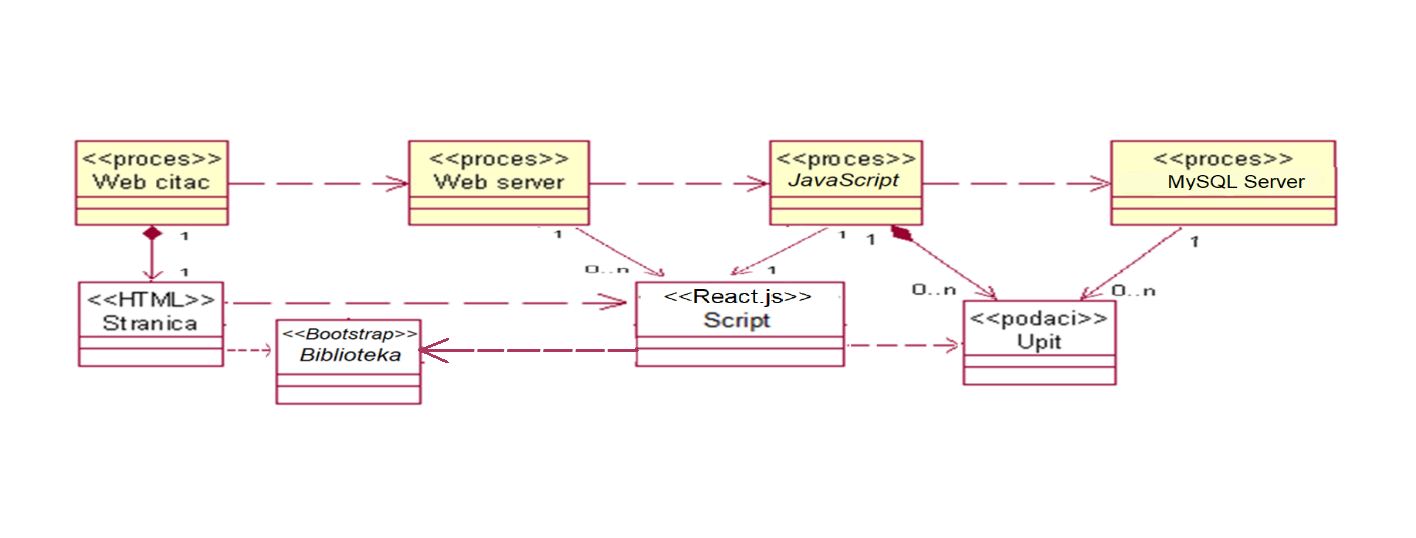 <<proces>>
Web citac
<<proces>>
Web server
<<proces>>
JavaScript
<<proces>>
MySQL Server
1
1
1
0..n
1
1
1
0..n
1
0..n
<<HTML>>
Stranica
<<Bootstrap>>
Biblioteka
<<React.js>>
Script
<<podaci>>
Upit